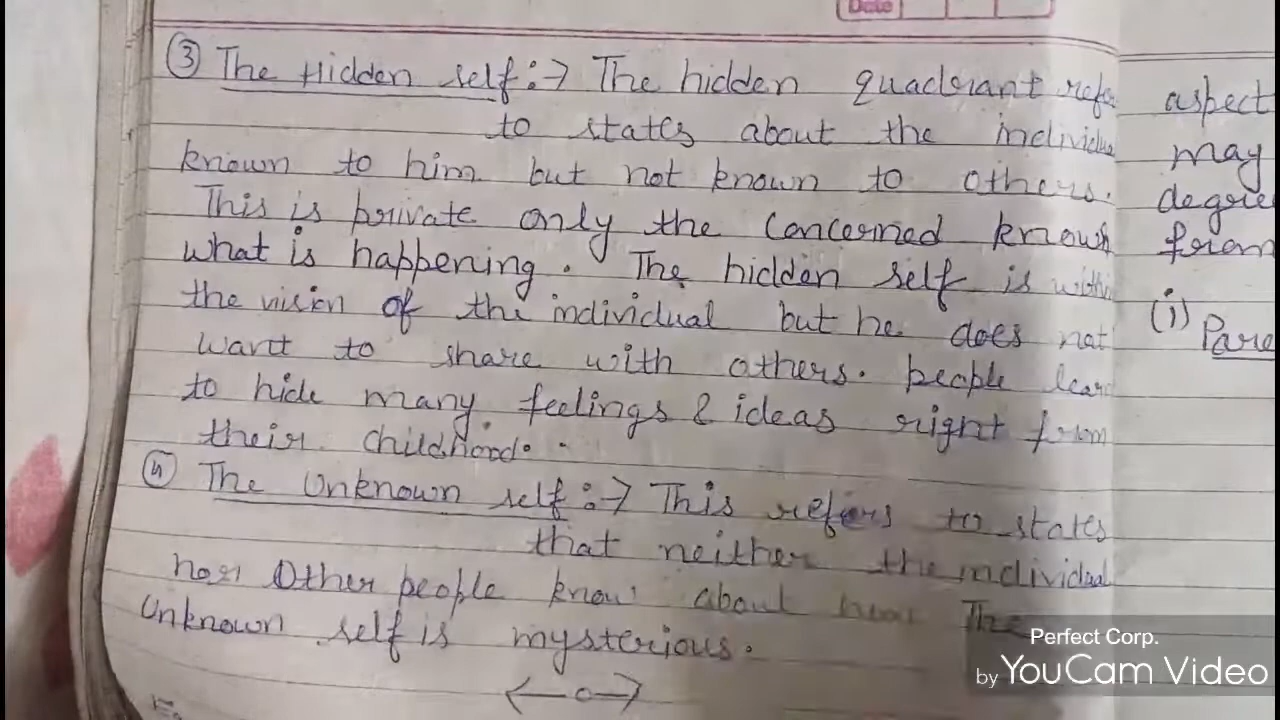 Date
③ The Hidden self :→ The hidden quadrant refe
to states about the individua
known to him but not known to others.
This is private only the concerned knows
what is happening. The hidden self is within
the vision of the individual but he does not
want to share with others. people learn
to hide many feelings & ideas right from
their childhood.
④ The Unknown self :→ This refers to states
that neither the individual
nor Other people know about The
Unknown self is mysterious.
aspect
may
degree
from
(i) Pare
Perfect Corp.
by YouCam Video